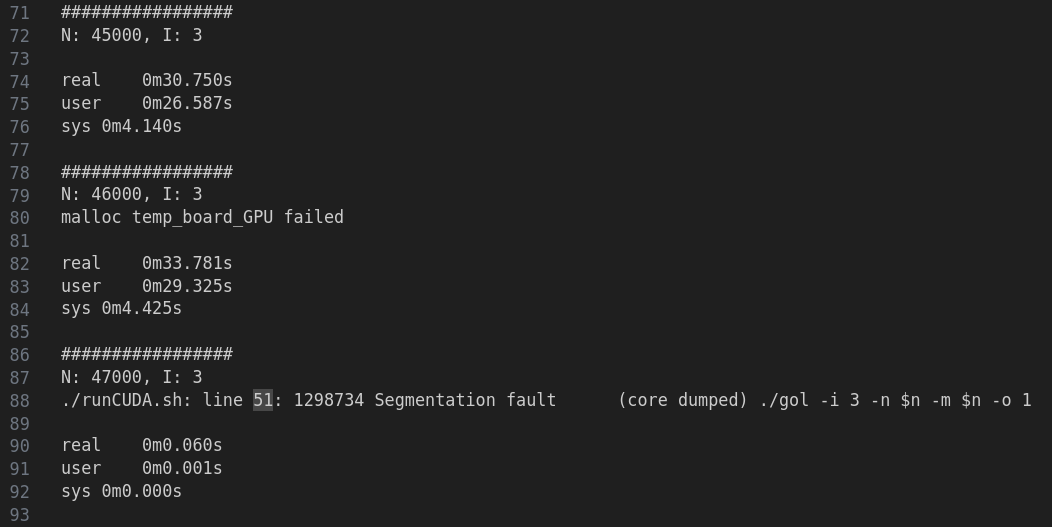 71 #################
72 N: 45000, I: 3
73
74 real    0m30.750s
75 user    0m26.587s
76 sys 0m4.140s
77
78 #################
79 N: 46000, I: 3
80 malloc temp_board_GPU failed
81
82 real    0m33.781s
83 user    0m29.325s
84 sys 0m4.425s
85
86 #################
87 N: 47000, I: 3
88 ./runCUDA.sh: line 51: 1298734 Segmentation fault      (core dumped) ./gol -i 3 -n $n -m $n -o 1
89
90 real    0m0.060s
91 user    0m0.001s
92 sys 0m0.000s
93